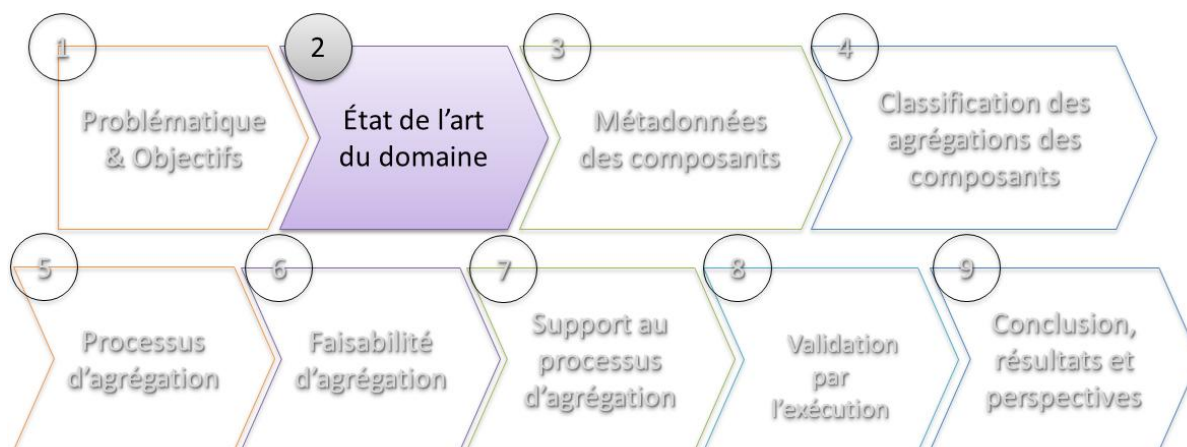 1
Problématique
& Objectifs
2
État de l’art
du domaine
3
Métadonnées
des composants
4
Classification des
agrégations des
composants
5
Processus
d’agrégation
6
Faisabilité
d’agrégation
7
Support au
processus
d’agrégation
8
Validation
par
l’exécution
9
Conclusion,
résultats et
perspectives